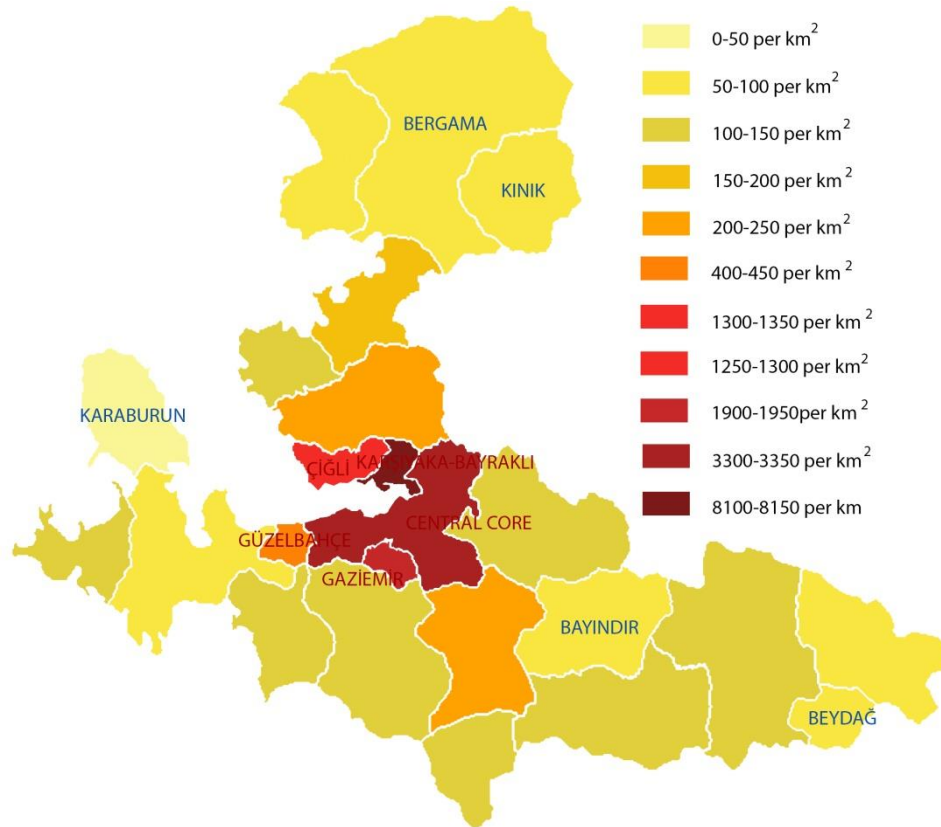 0-50 per km²
50-100 per km²
100-150 per km²
150-200 per km²
200-250 per km²
400-450 per km²
1300-1350 per km²
1250-1300 per km²
1900-1950per km²
3300-3350 per km²
8100-8150 per km
BERGAMA
KINIK
KARABURUN
ÇİĞLİ
KARŞIYAKA-BAYRAKLI
CENTRAL CORE
GÜZELBAHÇE
GAZİEMİR
BAYINDIR
BEYDAĞ